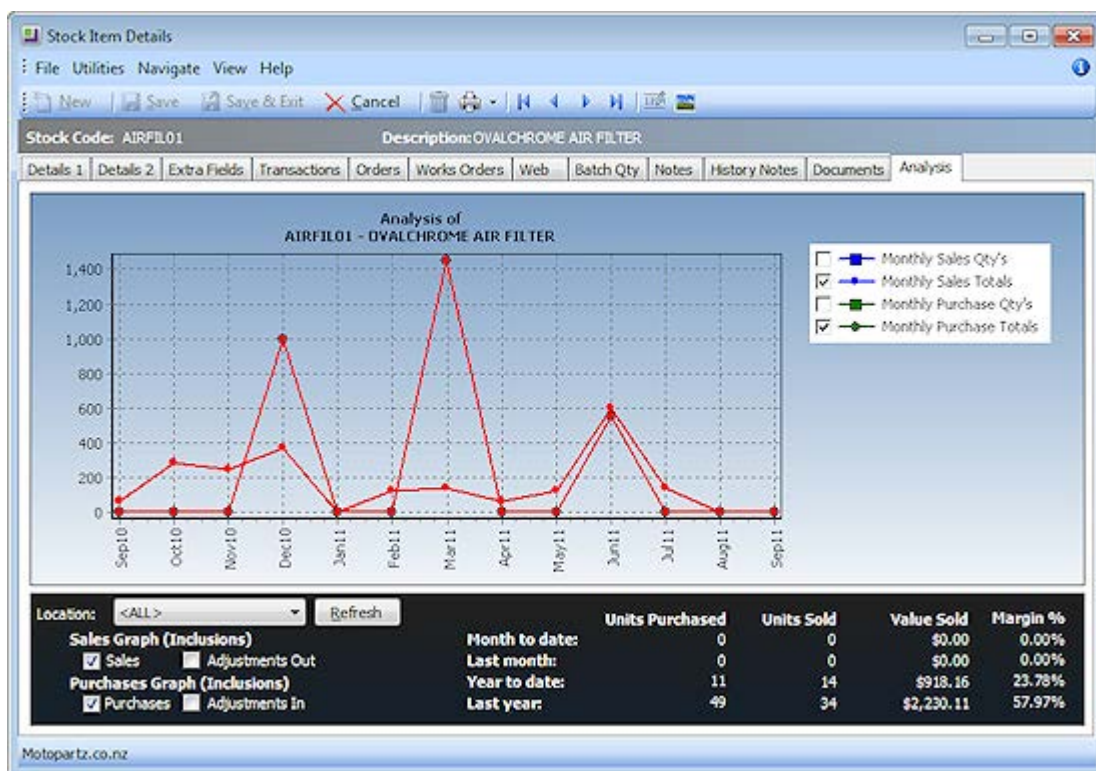 Stock Item Details
File Utilities Navigate View Help
New Save Save & Exit Cancel
Stock Code: AIRFIL01 Description: OVALCHROME AIR FILTER
Details 1 Details 2 Extra Fields Transactions Orders Works Orders Web Batch Qty Notes History Notes Documents Analysis
Analysis of
AIRFIL01 - OVALCHROME AIR FILTER
1,400
1,200
1,000
800
600
400
200
0
Sep10 Oct10 Nov10 Dec10 Jan11 Feb11 Mar11 Apr11 May11 Jun11 Jul11 Aug11 Sep11
Monthly Sales Qty's
Monthly Sales Totals
Monthly Purchase Qty's
Monthly Purchase Totals
Location: <ALL> Refresh
Units Purchased Units Sold Value Sold Margin %
Sales Graph (Inclusions) Month to date: 0 0 $0.00 0.00%
Sales Adjustments Out Last month: 0 0 $0.00 0.00%
Purchases Graph (Inclusions) Year to date: 11 14 $918.16 23.78%
Purchases Adjustments In Last year: 49 34 $2,230.11 57.97%
Motopartz.co.nz